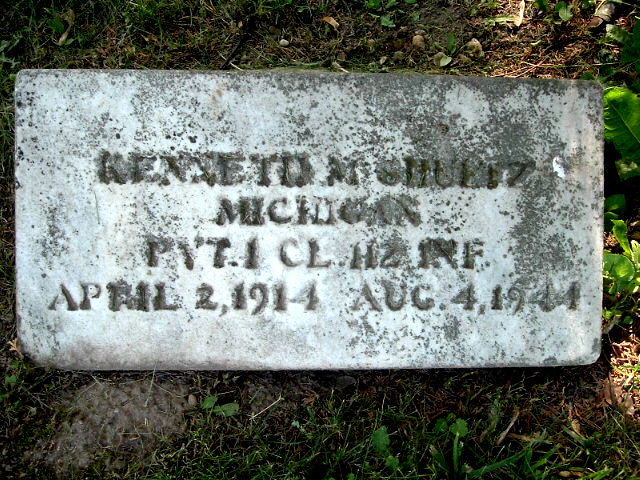 KENNETH M SHULTZ
MICHIGAN
PVT. 1 CL. 112 INF.
APRIL 2, 1914 AUG. 4, 1944